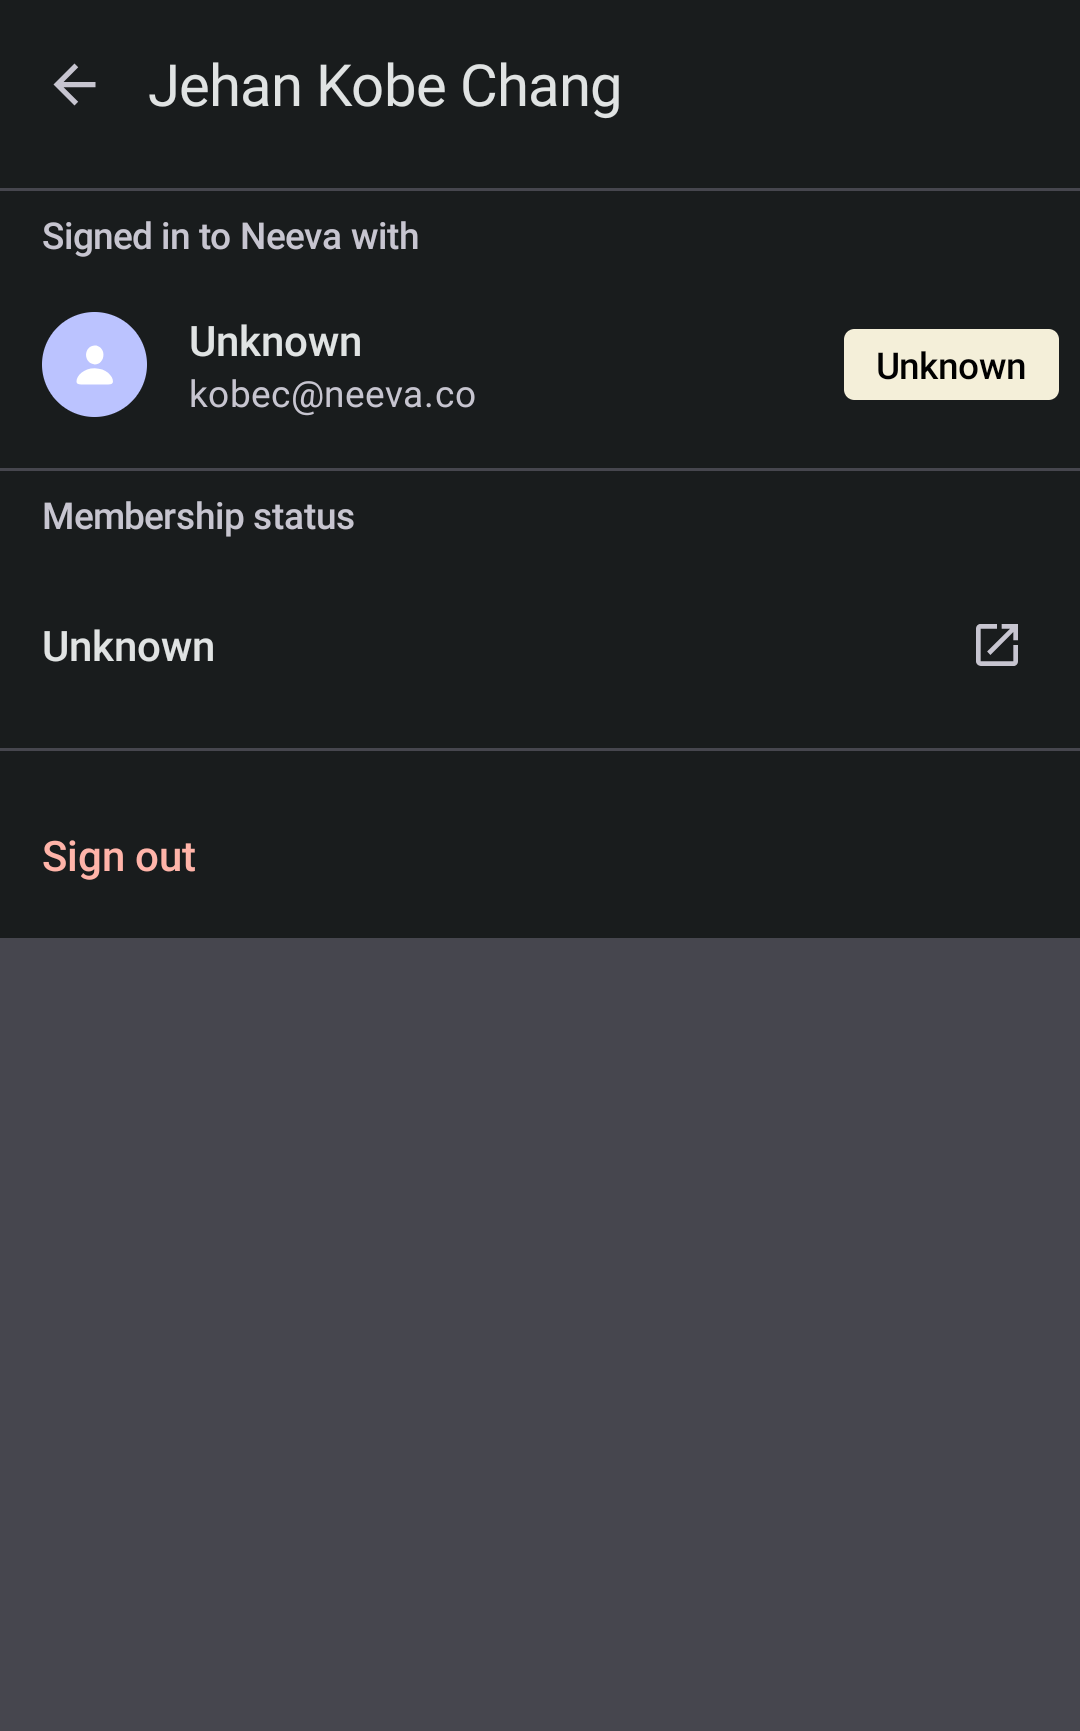 Jehan Kobe Chang
Signed in to Neeva with
Unknown
kobec@neeva.co
Unknown
Membership status
Unknown
Sign out